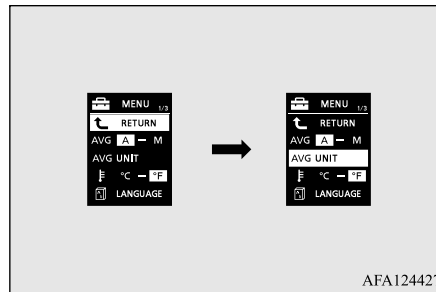 MENU 1/3
RETURN
AVG A – M
AVG UNIT
°C – °F
LANGUAGE
MENU 1/3
RETURN
AVG A – M
AVG UNIT
°C – °F
LANGUAGE
AFA124427